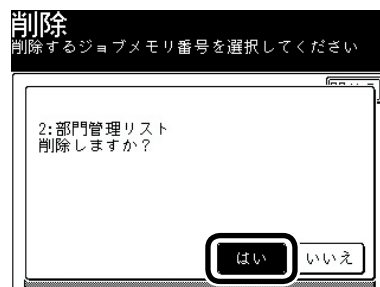 削除
削除するジョブメモリ番号を選択してください
2:部門管理リスト
削除しますか？
はい
いいえ